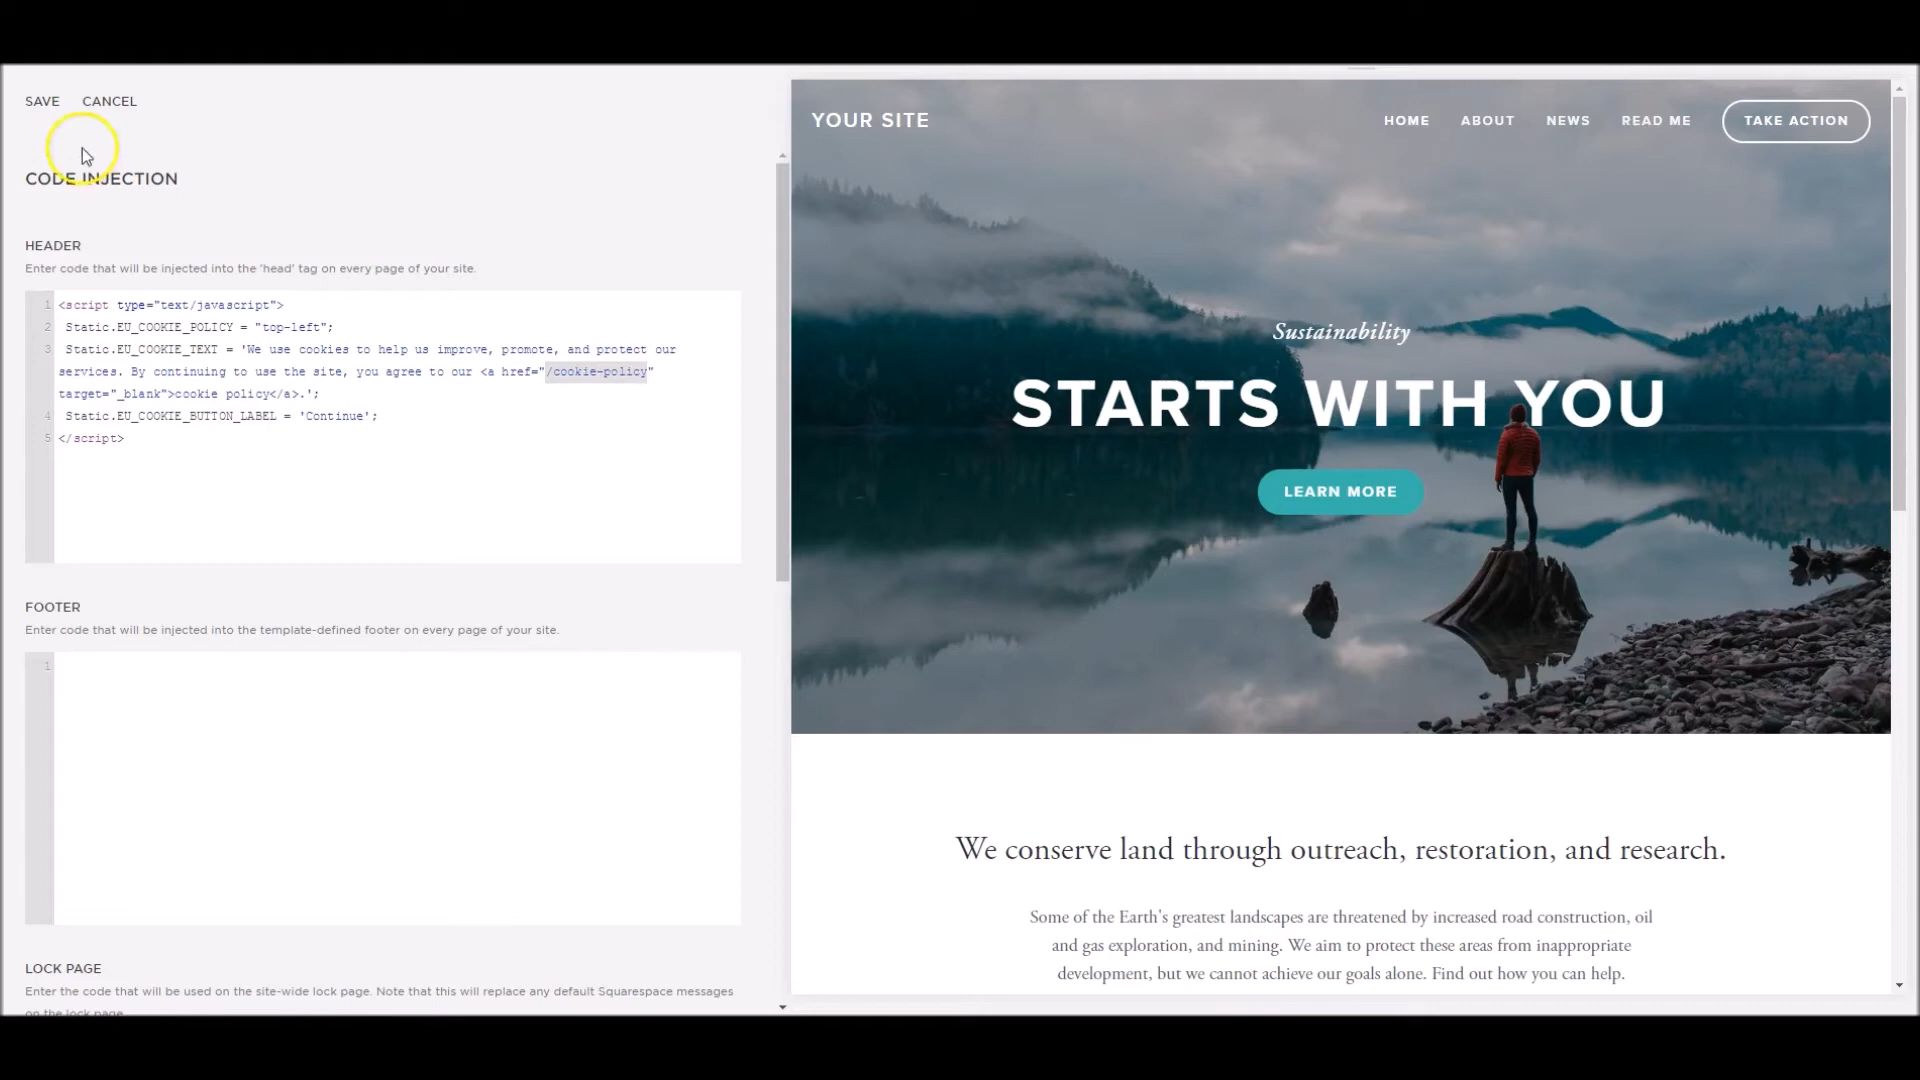 SAVE CANCEL
CODE INJECTION
HEADER
Enter code that will be injected into the 'head' tag on every page of your site.
1 <script type="text/javascript">
2 Static.EU_COOKIE_POLICY = "top-left";
3 Static.EU_COOKIE_TEXT = 'We use cookies to help us improve, promote, and protect our
services. By continuing to use the site, you agree to our <a href="/cookie-policy"
target="_blank">cookie policy</a>.';
4 Static.EU_COOKIE_BUTTON_LABEL = 'Continue';
5 </script>
FOOTER
Enter code that will be injected into the template-defined footer on every page of your site.
1
LOCK PAGE
Enter the code that will be used on the site-wide lock page. Note that this will replace any default Squarespace messages
on the lock page.
YOUR SITE
HOME ABOUT NEWS READ ME TAKE ACTION
Sustainability
STARTS WITH YOU
LEARN MORE
We conserve land through outreach, restoration, and research.
Some of the Earth's greatest landscapes are threatened by increased road construction, oil
and gas exploration, and mining. We aim to protect these areas from inappropriate
development, but we cannot achieve our goals alone. Find out how you can help.